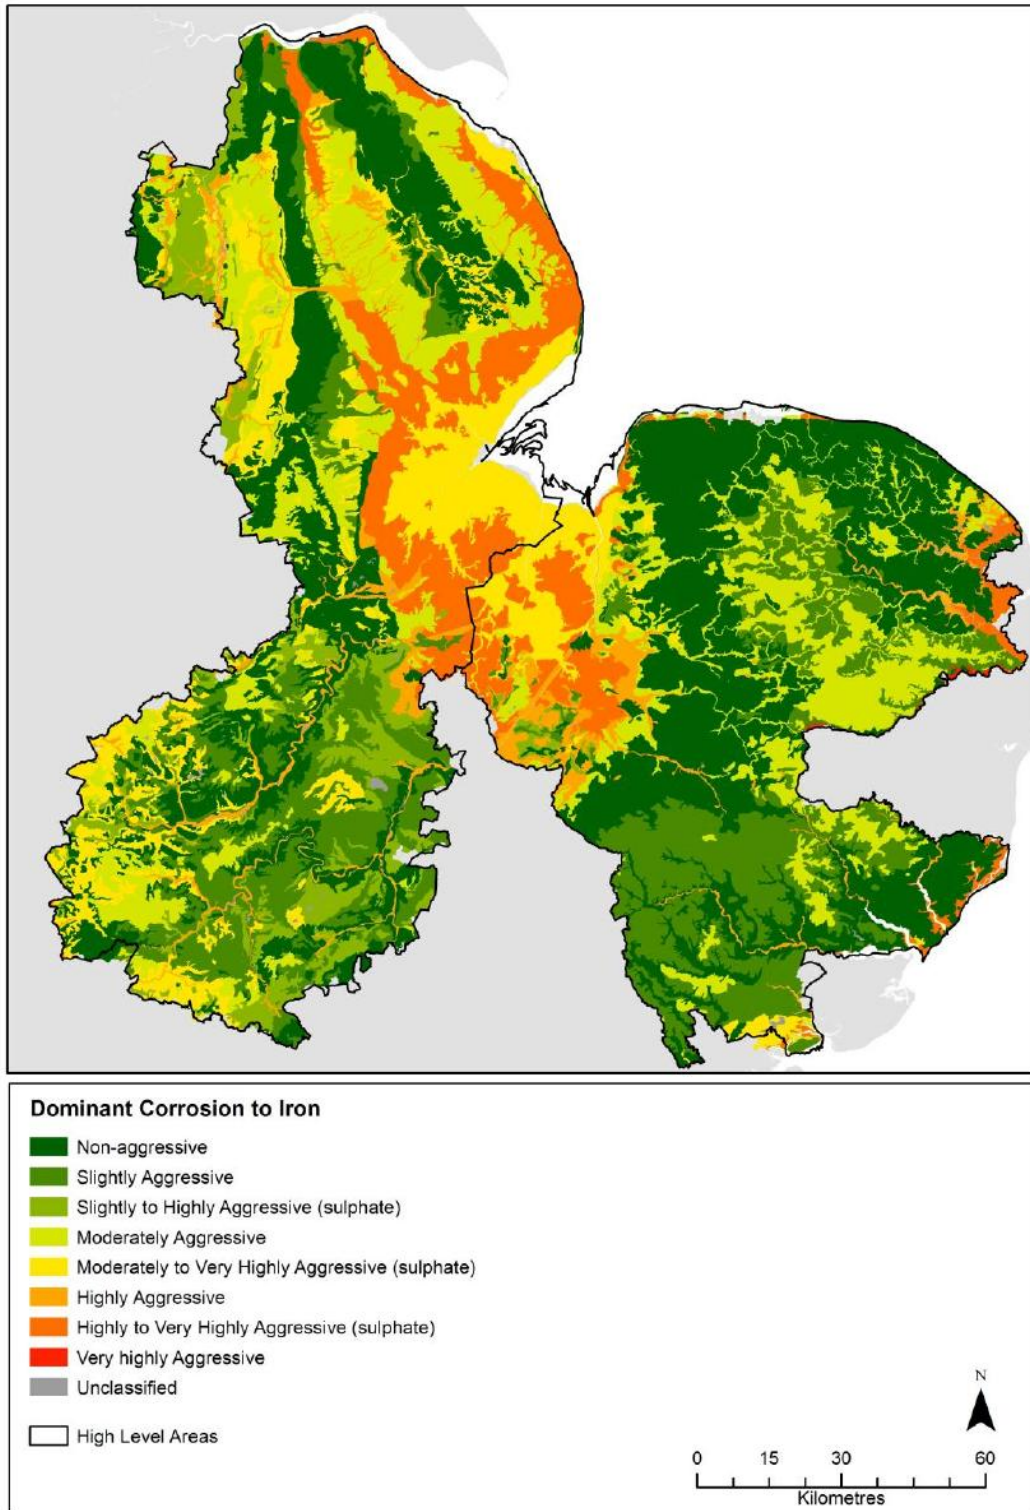 Dominant Corrosion to Iron
Non-aggressive
Slightly Aggressive
Slightly to Highly Aggressive (sulphate)
Moderately Aggressive
Moderately to Very Highly Aggressive (sulphate)
Highly Aggressive
Highly to Very Highly Aggressive (sulphate)
Very highly Aggressive
Unclassified
High Level Areas
N
0 15 30 60
Kilometres